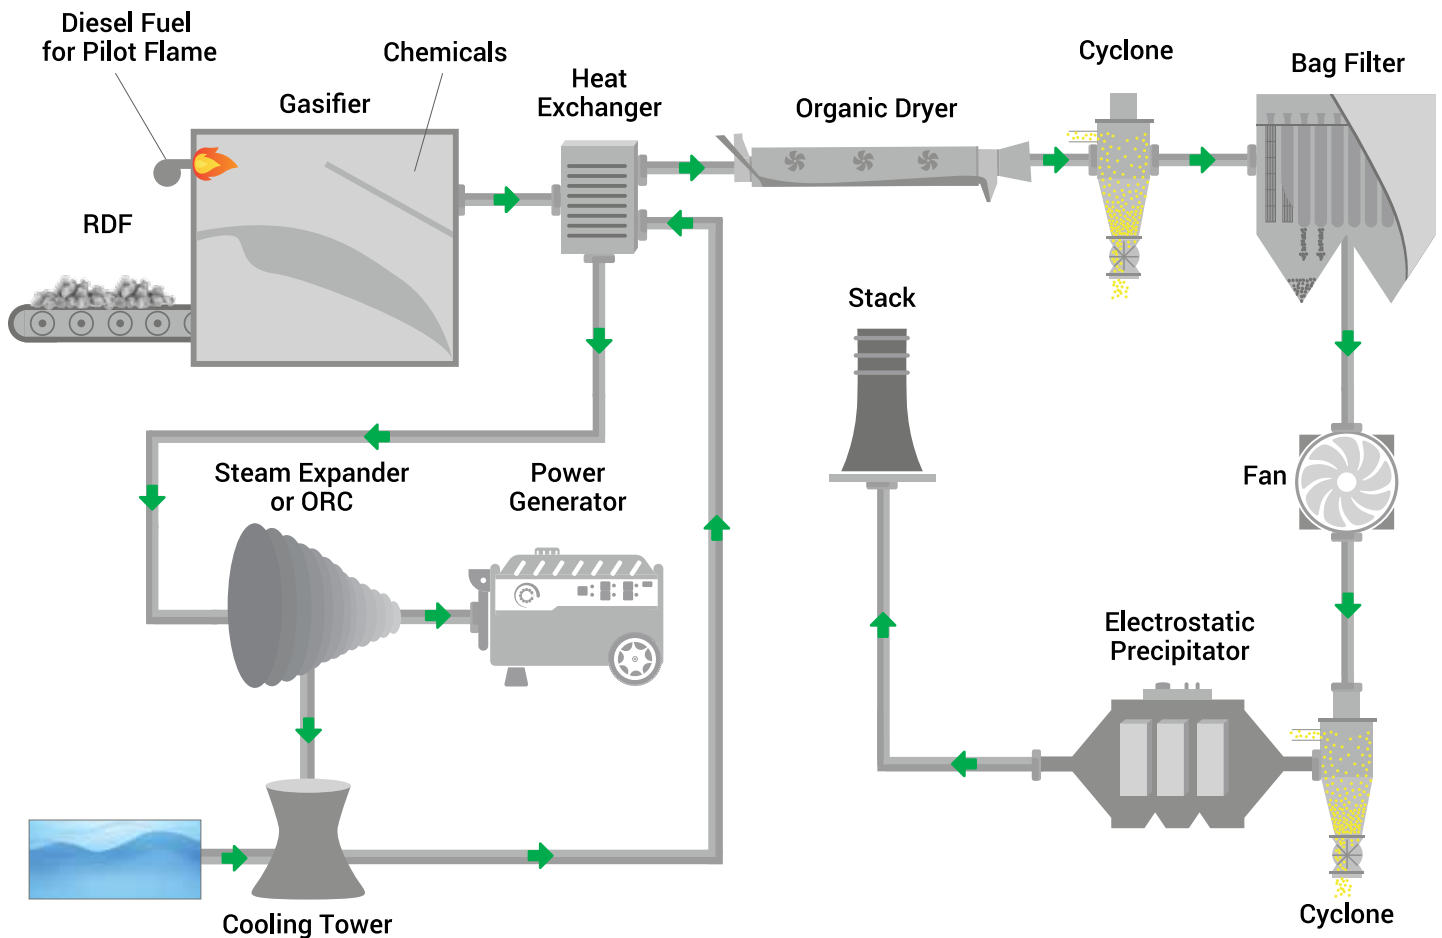 Diesel Fuel
for Pilot Flame
Chemicals
Gasifier
RDF
Heat
Exchanger
Organic Dryer
Cyclone
Bag Filter
Stack
Fan
Steam Expander
or ORC
Power
Generator
Electrostatic
Precipitator
Cooling Tower
Cyclone